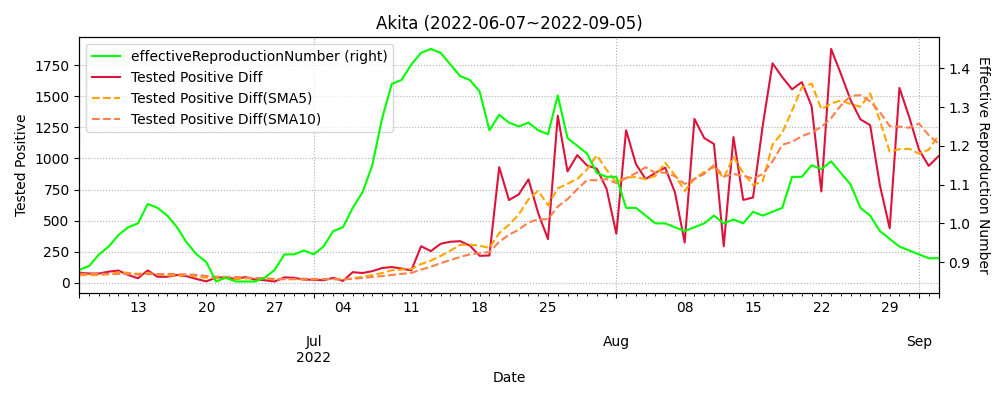 Akita (2022-06-07~2022-09-05)
effectiveReproductionNumber (right)
Tested Positive Diff
Tested Positive Diff(SMA5)
Tested Positive Diff(SMA10)
Tested Positive
1750
1500
1250
1000
750
500
250
0
Effective Reproduction Number
1.4
1.3
1.2
1.1
1.0
0.9
13 20 27 04 11 18 25 08 15 22 29
Jul Aug Sep
2022
Date